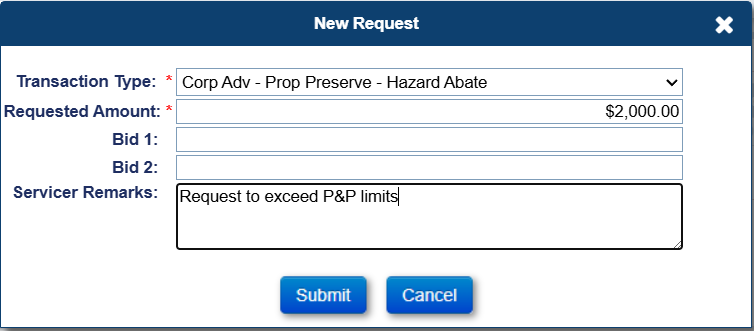 New Request
Transaction Type: * Corp Adv - Prop Preserve - Hazard Abate
Requested Amount: * $2,000.00
Bid 1:
Bid 2:
Servicer Remarks: Request to exceed P&P limits
Submit Cancel